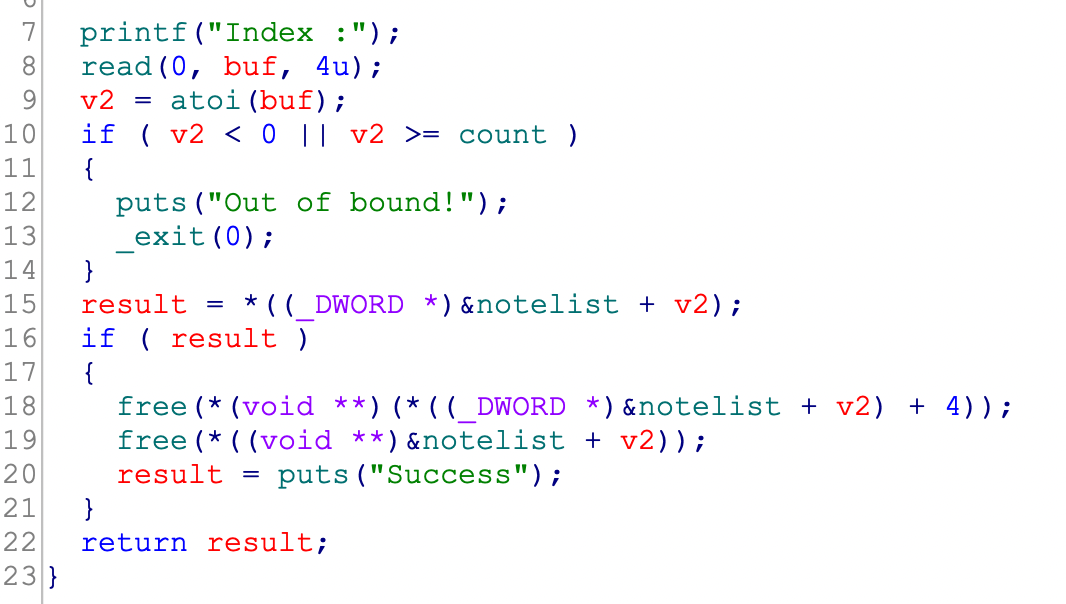 7 printf("Index :");
8 read(0, buf, 4u);
9 v2 = atoi(buf);
10 if ( v2 < 0 || v2 >= count )
11 {
12 puts("Out of bound!");
13 _exit(0);
14 }
15 result = *((_DWORD *)&notelist + v2);
16 if ( result )
17 {
18 free(*(void **)(*((_DWORD *)&notelist + v2) + 4));
19 free(*((void **)&notelist + v2));
20 result = puts("Success");
21 }
22 return result;
23 }